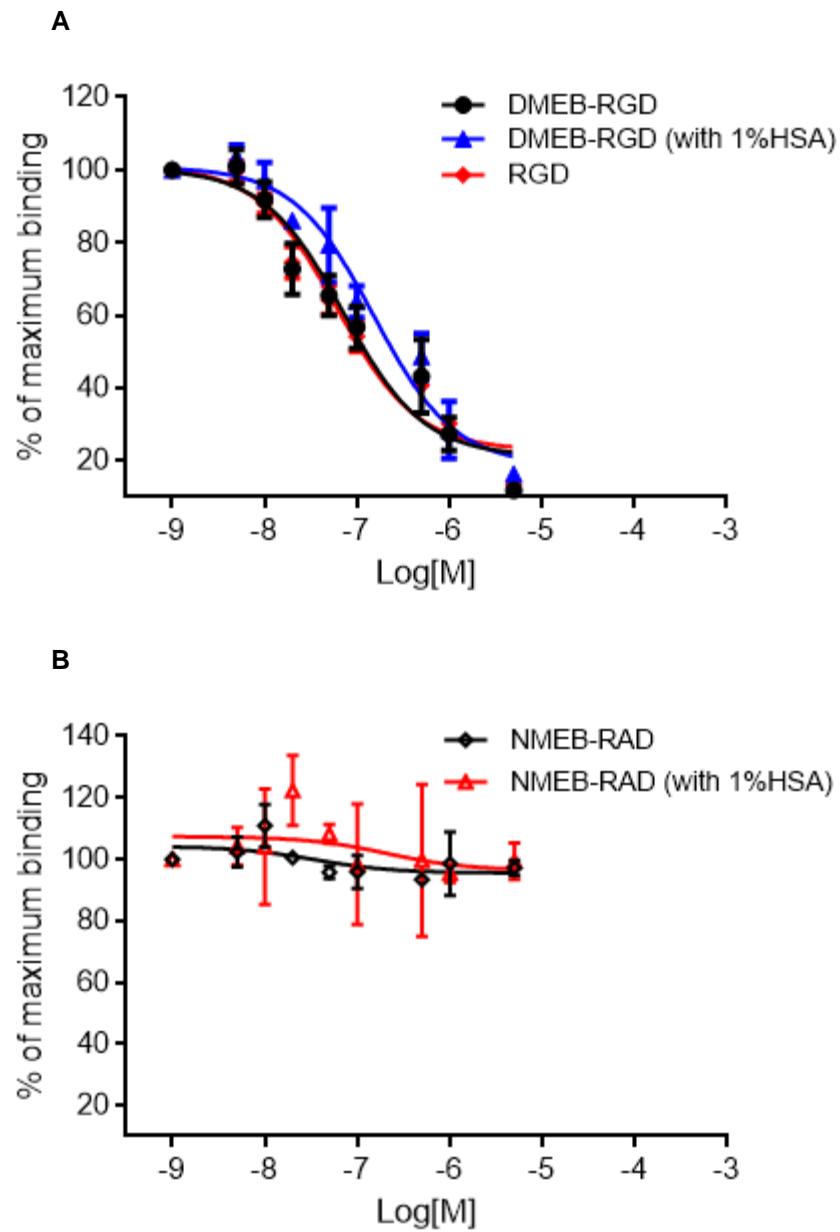 A
120
100
80
60
40
20
% of maximum binding
DMEB-RGD
DMEB-RGD (with 1%HSA)
RGD
-9 -8 -7 -6 -5 -4 -3
Log[M]
B
140
120
100
80
60
40
20
% of maximum binding
NMEB-RAD
NMEB-RAD (with 1%HSA)
-9 -8 -7 -6 -5 -4 -3
Log[M]